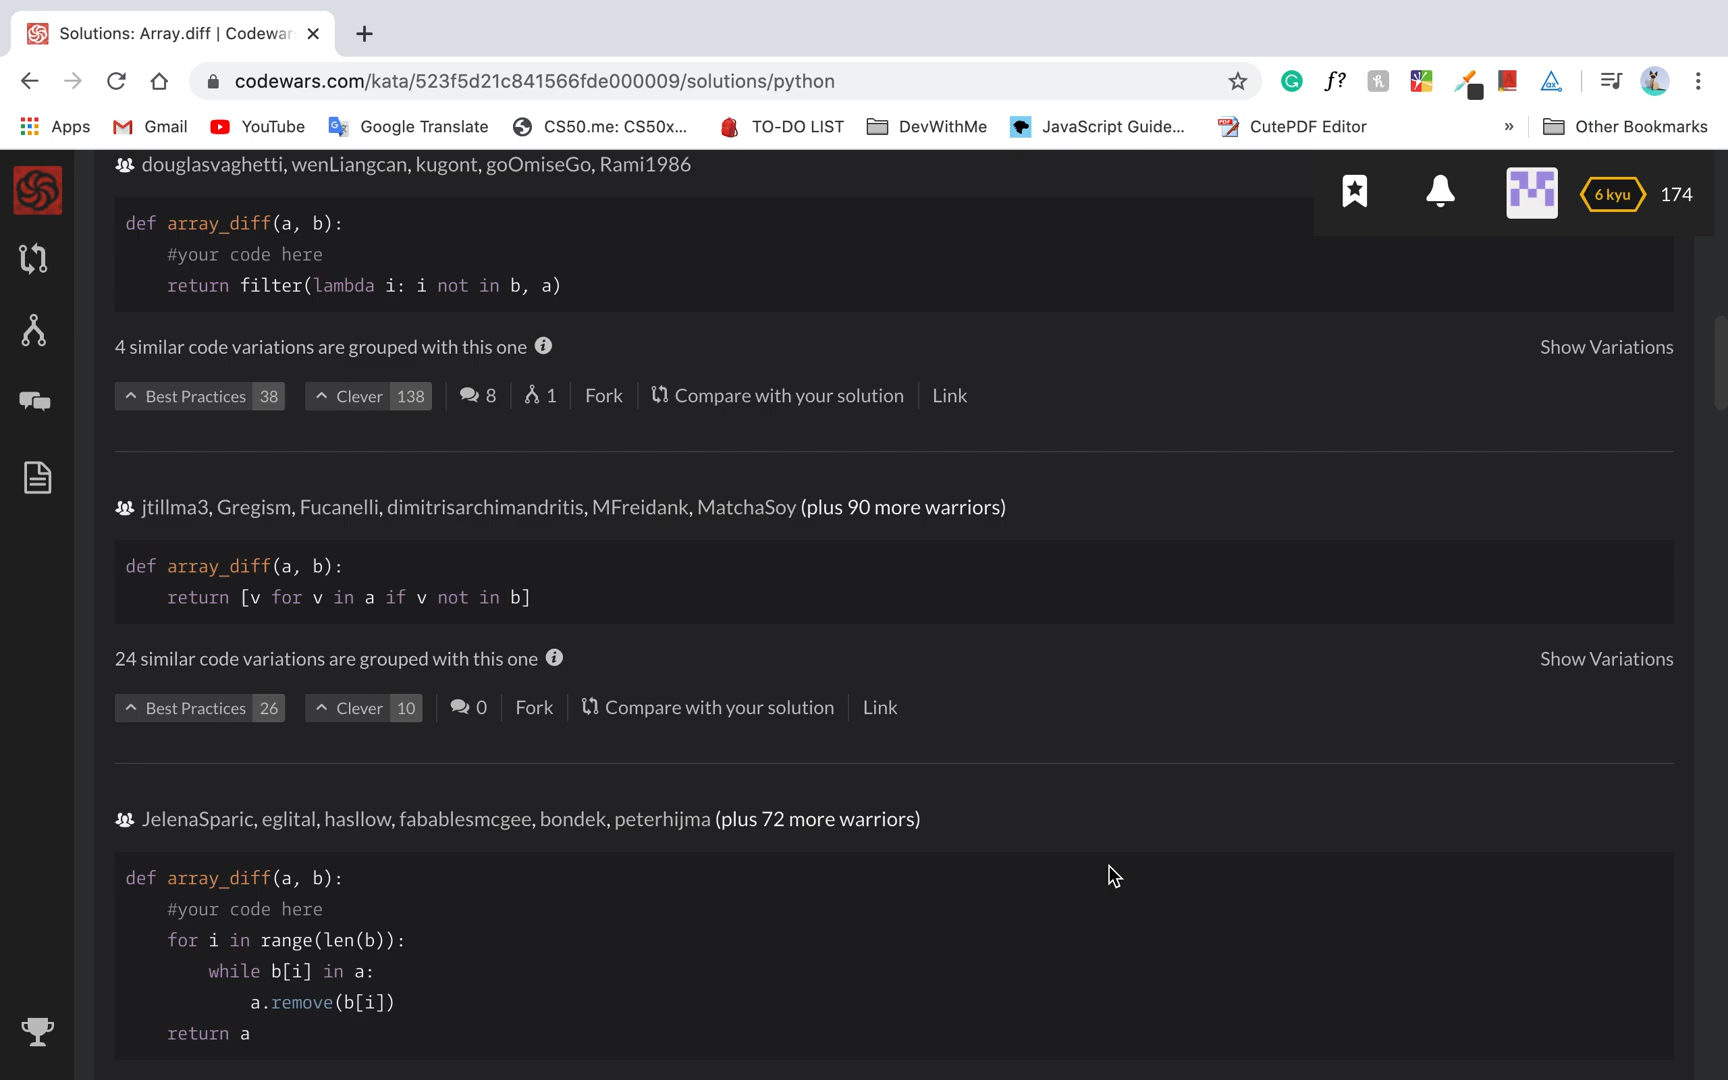 Solutions: Array.diff | Codewar
codewars.com/kata/523f5d21c841566fde000009/solutions/python
f?
h
ax
Apps Gmail YouTube Google Translate CS50.me: CS50x... TO-DO LIST DevWithMe JavaScript Guide... CutePDF Editor » Other Bookmarks
douglasvaghetti, wenLiangcan, kugont, goOmiseGo, Rami1986
6 kyu 174
def array_diff(a, b):
    #your code here
    return filter(lambda i: i not in b, a)
4 similar code variations are grouped with this one
Show Variations
Best Practices 38 Clever 138 8 1 Fork Compare with your solution Link
jtillma3, Gregism, Fucanelli, dimitrisarchimandritis, MFreidank, MatchaSoy (plus 90 more warriors)
def array_diff(a, b):
    return [v for v in a if v not in b]
24 similar code variations are grouped with this one
Show Variations
Best Practices 26 Clever 10 0 Fork Compare with your solution Link
JelenaSparic, eglital, hasllow, fabablesmcgee, bondek, peterhijma (plus 72 more warriors)
def array_diff(a, b):
    #your code here
    for i in range(len(b)):
        while b[i] in a:
            a.remove(b[i])
    return a